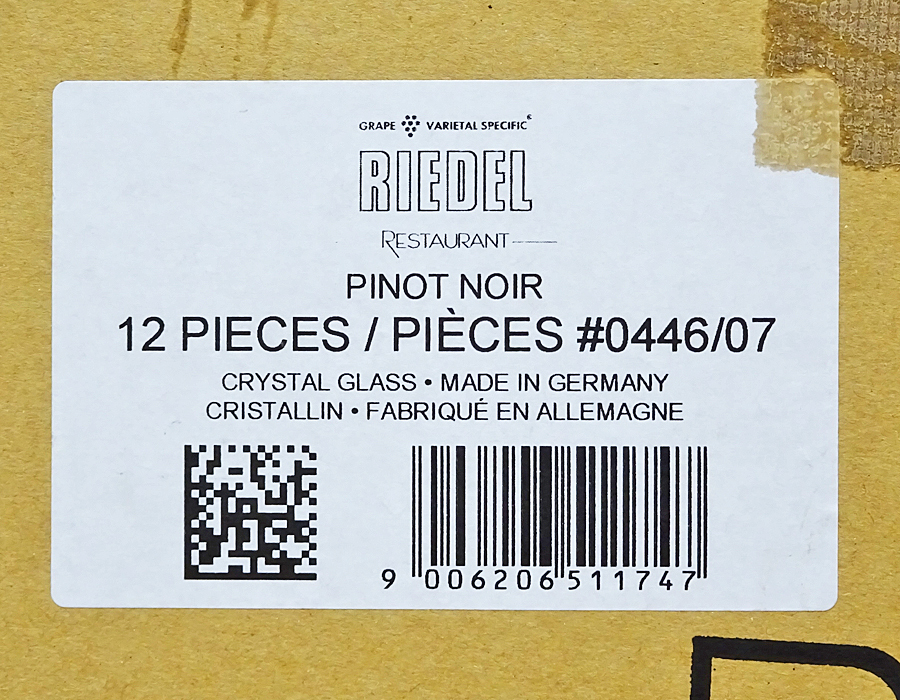 GRAPE VARIETAL SPECIFIC
RIEDEL
RESTAURANT
PINOT NOIR
12 PIECES / PIÈCES #0446/07
CRYSTAL GLASS • MADE IN GERMANY
CRISTALLIN • FABRIQUÉ EN ALLEMAGNE
9 006206 511747